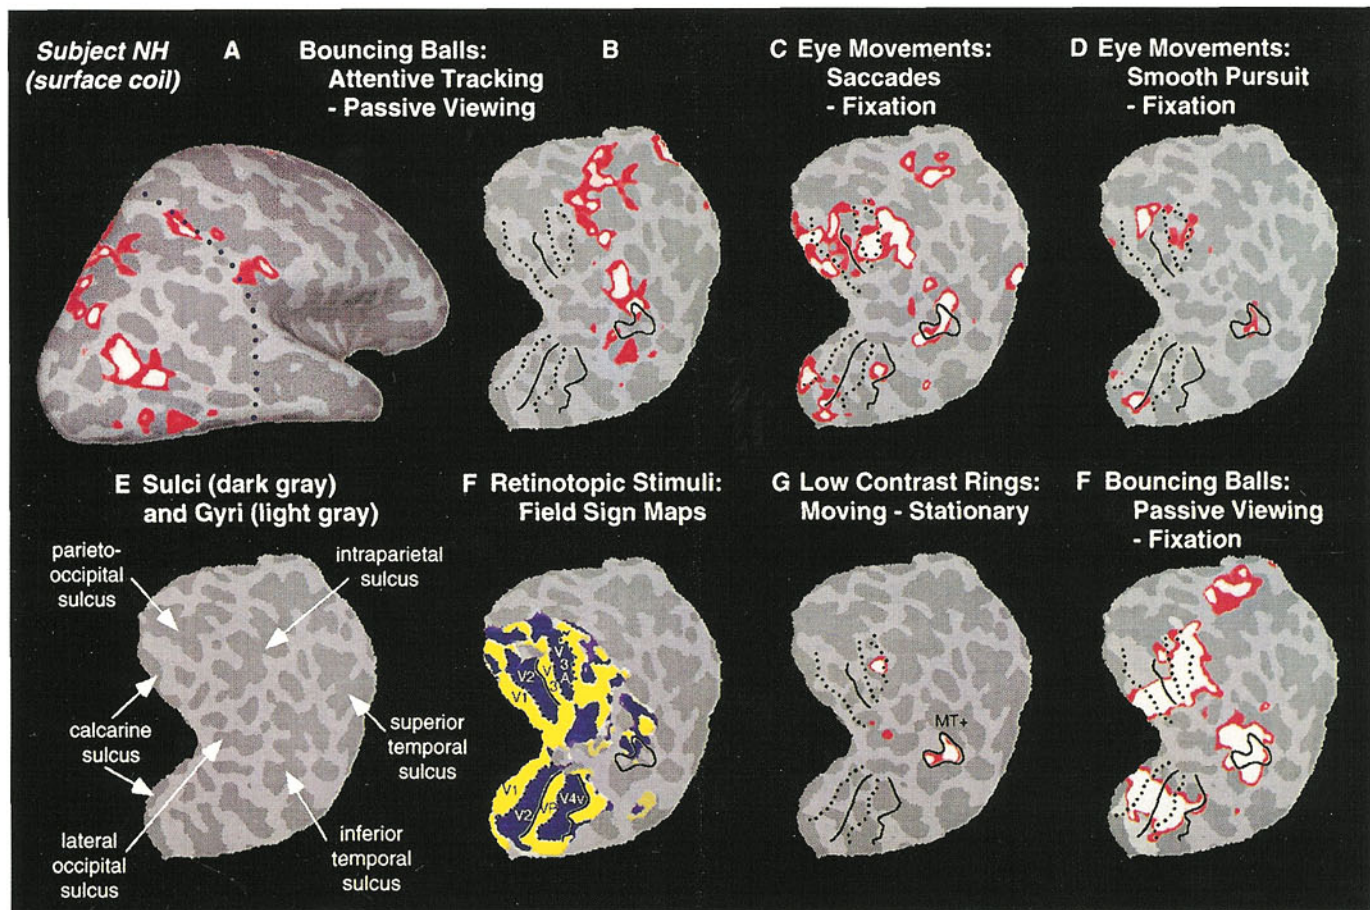 Subject NH
(surface coil)
A
Bouncing Balls:
Attentive Tracking
- Passive Viewing
B
C Eye Movements:
Saccades
- Fixation
D Eye Movements:
Smooth Pursuit
- Fixation
E Sulci (dark gray)
and Gyri (light gray)
parieto-
occipital
sulcus
intraparietal
sulcus
calcarine
sulcus
superior
temporal
sulcus
lateral
occipital
sulcus
inferior
temporal
sulcus
F Retinotopic Stimuli:
Field Sign Maps
V2
V1
V
3
V
3
A
V1
V2
VP
V4v
G Low Contrast Rings:
Moving - Stationary
MT+
F Bouncing Balls:
Passive Viewing
- Fixation